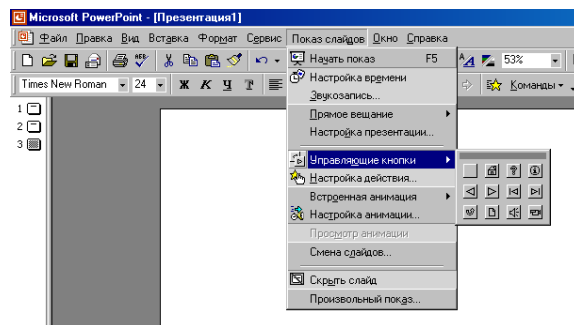 Microsoft PowerPoint - [Презентация1]
Файл Правка Вид Вставка Формат Сервис Показ слайдов Окно Справка
53%
Times New Roman 24 Ж К Ч Команды
1
2
3
Начать показ F5
Настройка времени
Звукозапись...
Прямое вещание
Настройка презентации...
Управляющие кнопки
Настройка действия...
Встроенная анимация
Настройка анимации...
Просмотр анимации
Смена слайдов...
Скрыть слайд
Произвольный показ...